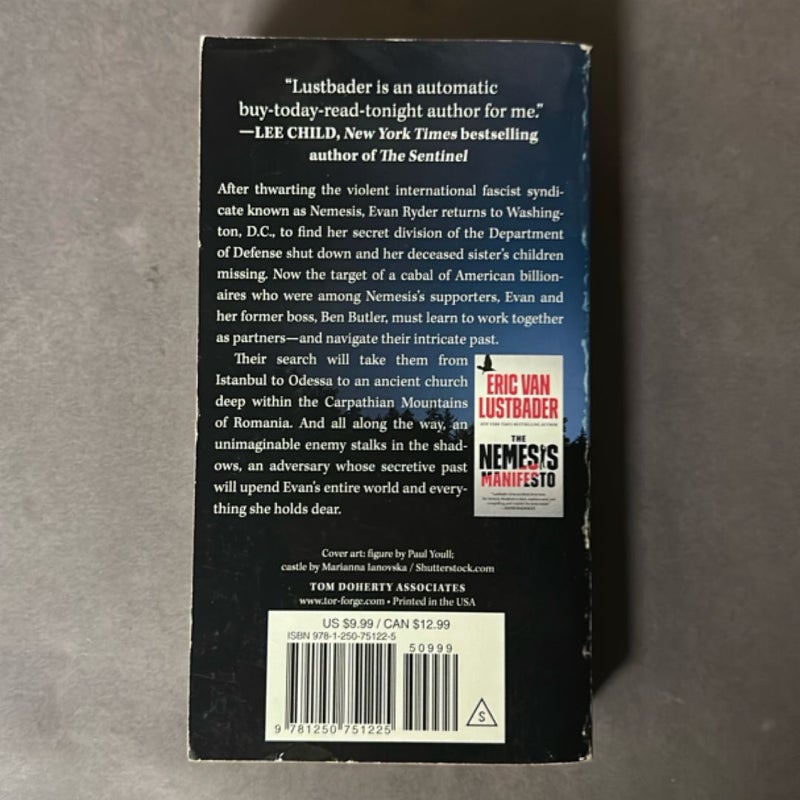 “Lustbader is an automatic
buy-today-read-tonight author for me.”
—LEE CHILD, New York Times bestselling
author of The Sentinel
After thwarting the violent international fascist syndi-
cate known as Nemesis, Evan Ryder returns to Washing-
ton, D.C., to find her secret division of the Department
of Defense shut down and her deceased sister’s children
missing. Now the target of a cabal of American billion-
aires who were among Nemesis’s supporters, Evan and
her former boss, Ben Butler, must learn to work together
as partners—and navigate their intricate past.
Their search will take them from
Istanbul to Odessa to an ancient church
deep within the Carpathian Mountains
of Romania. And all along the way, an
unimaginable enemy stalks in the shad-
ows, an adversary whose secretive past
will upend Evan’s entire world and every-
thing she holds dear.
ERIC VAN
LUSTBADER
NEW YORK TIMES BESTSELLING AUTHOR
THE
NEMESIS
MANIFESTO
Cover art: figure by Paul Youll;
castle by Marianna Ianovska / Shutterstock.com
TOM DOHERTY ASSOCIATES
www.tor-forge.com • Printed in the USA
US $9.99 / CAN $12.99
ISBN 978-1-250-75122-5
50999
9 781250 751225
S